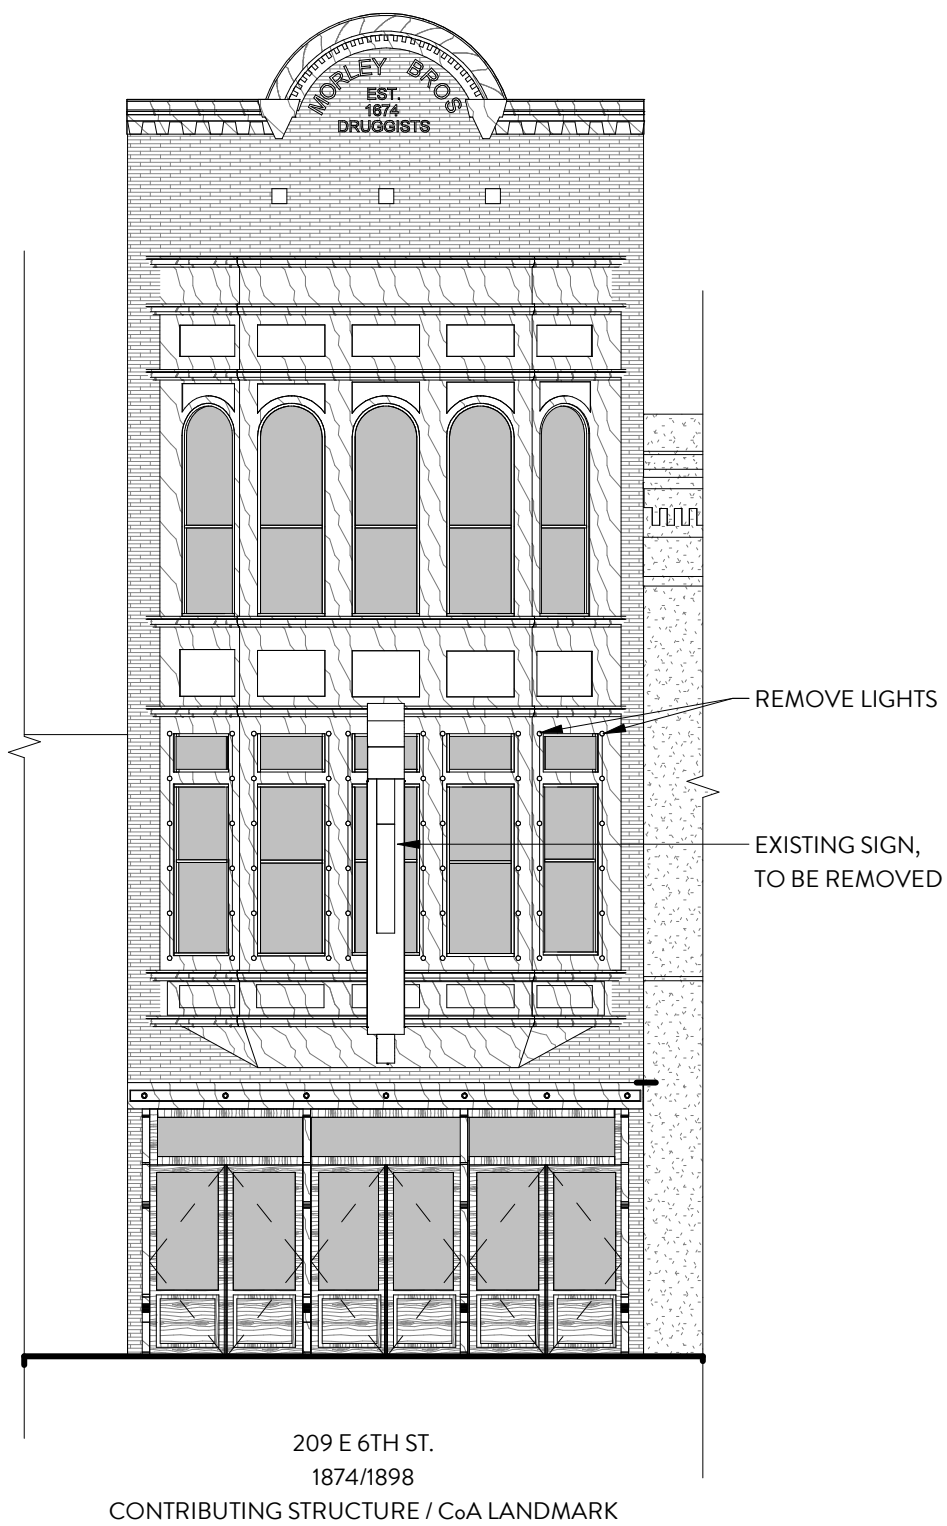 MORLEY BROS
EST.
1674
DRUGGISTS
REMOVE LIGHTS
EXISTING SIGN,
TO BE REMOVED
209 E 6TH ST.
1874/1898
CONTRIBUTING STRUCTURE / CoA LANDMARK